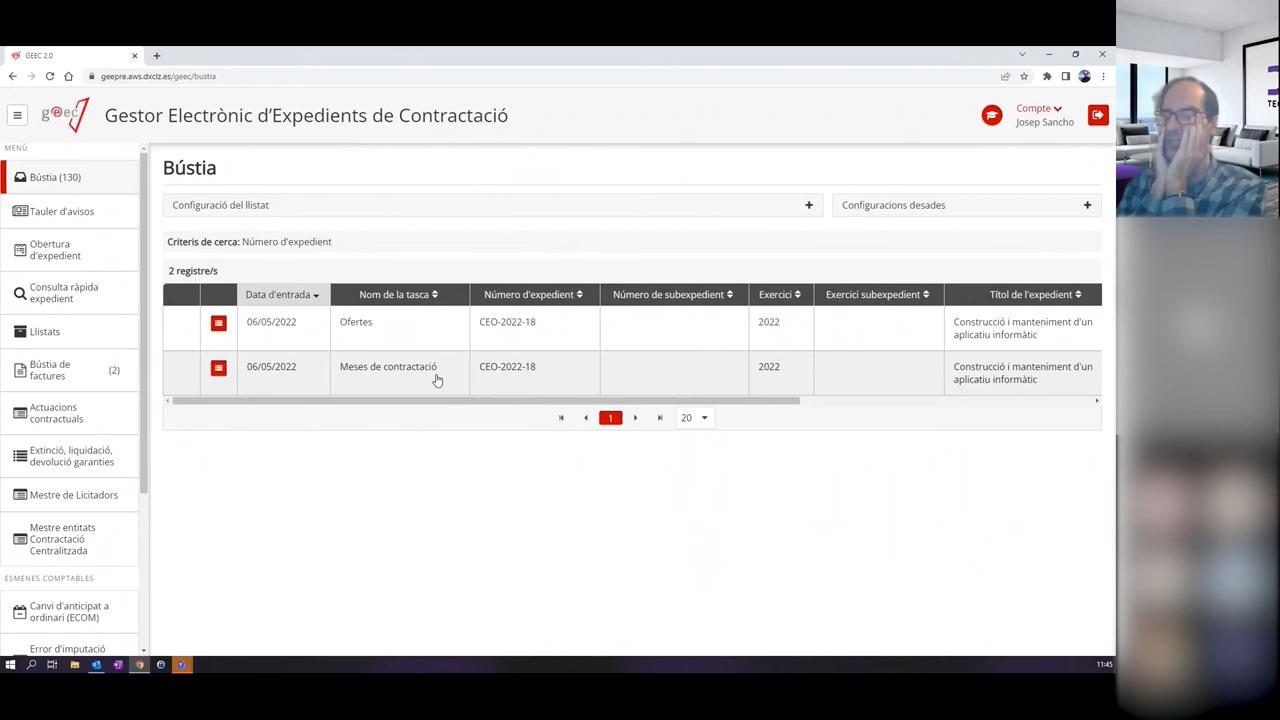 GEEC 2.0
geepre.aws.dxclz.es/geec/bustia
geec
Gestor Electrònic d'Expedients de Contractació
Compte
Josep Sancho
MENÚ
Bústia (130)
Tauler d'avisos
Obertura
d'expedient
Consulta ràpida
expedient
Llistats
Bústia de
factures
(2)
Actuacions
contractuals
Extinció, liquidació,
devolució garanties
Mestre de Licitadors
Mestre entitats
Contractació
Centralitzada
ESMENES COMPTABLES
Canvi d'anticipat a
ordinari (ECOM)
Error d'imputació
Bústia
Configuració del llistat
Configuracions desades
Criteris de cerca: Número d'expedient
2 registre/s
Data d'entrada Nom de la tasca Número d'expedient Número de subexpedient Exercici Exercici subexpedient Títol de l'expedient
06/05/2022 Ofertes CEO-2022-18 2022 Construcció i manteniment d'un
aplicatiu informàtic
06/05/2022 Meses de contractació CEO-2022-18 2022 Construcció i manteniment d'un
aplicatiu informàtic
1
20
11:45
TEC